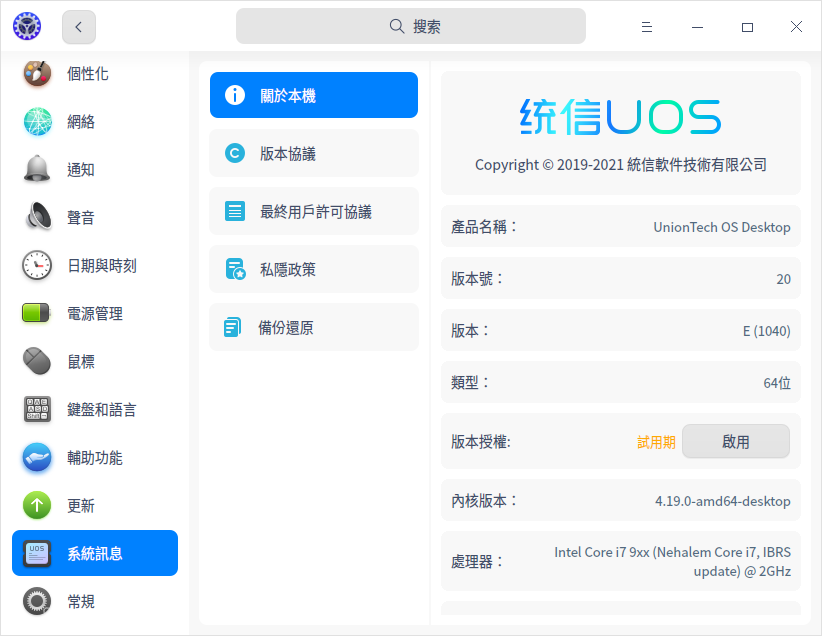 搜索
個性化
網絡
通知
聲音
日期與時刻
電源管理
鼠標
鍵盤和語言
輔助功能
更新
UOS
系統訊息
常規
關於本機
版本協議
最終用戶許可協議
私隱政策
備份還原
统信UOS
Copyright © 2019-2021 統信軟件技術有限公司
產品名稱： UnionTech OS Desktop
版本號： 20
版本： E (1040)
類型： 64位
版本授權: 試用期 啟用
內核版本： 4.19.0-amd64-desktop
處理器： Intel Core i7 9xx (Nehalem Core i7, IBRS
update) @ 2GHz